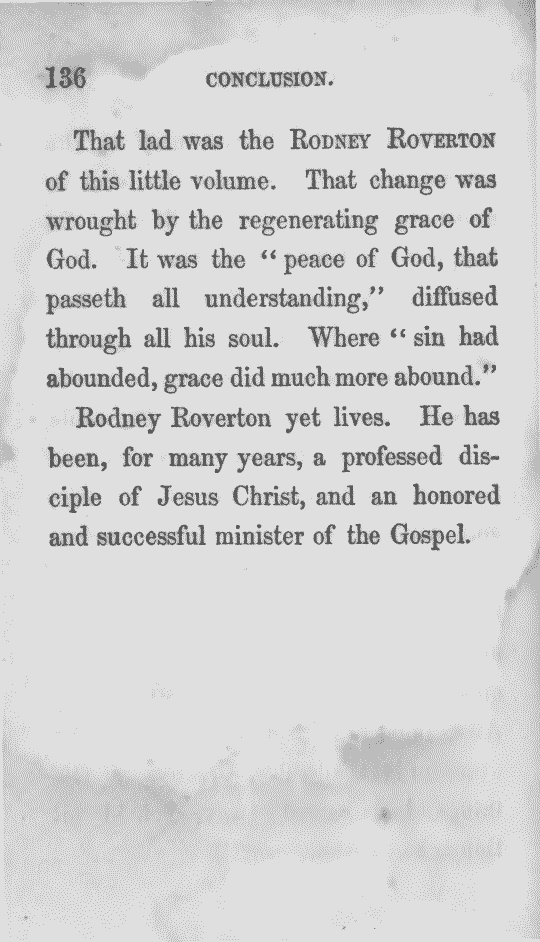 136 CONCLUSION.
That lad was the RODNEY ROVERTON
of this little volume. That change was
wrought by the regenerating grace of
God. It was the “ peace of God, that
passeth all understanding,” diffused
through all his soul. Where “ sin had
abounded, grace did much more abound.”
Rodney Roverton yet lives. He has
been, for many years, a professed dis-
ciple of Jesus Christ, and an honored
and successful minister of the Gospel.